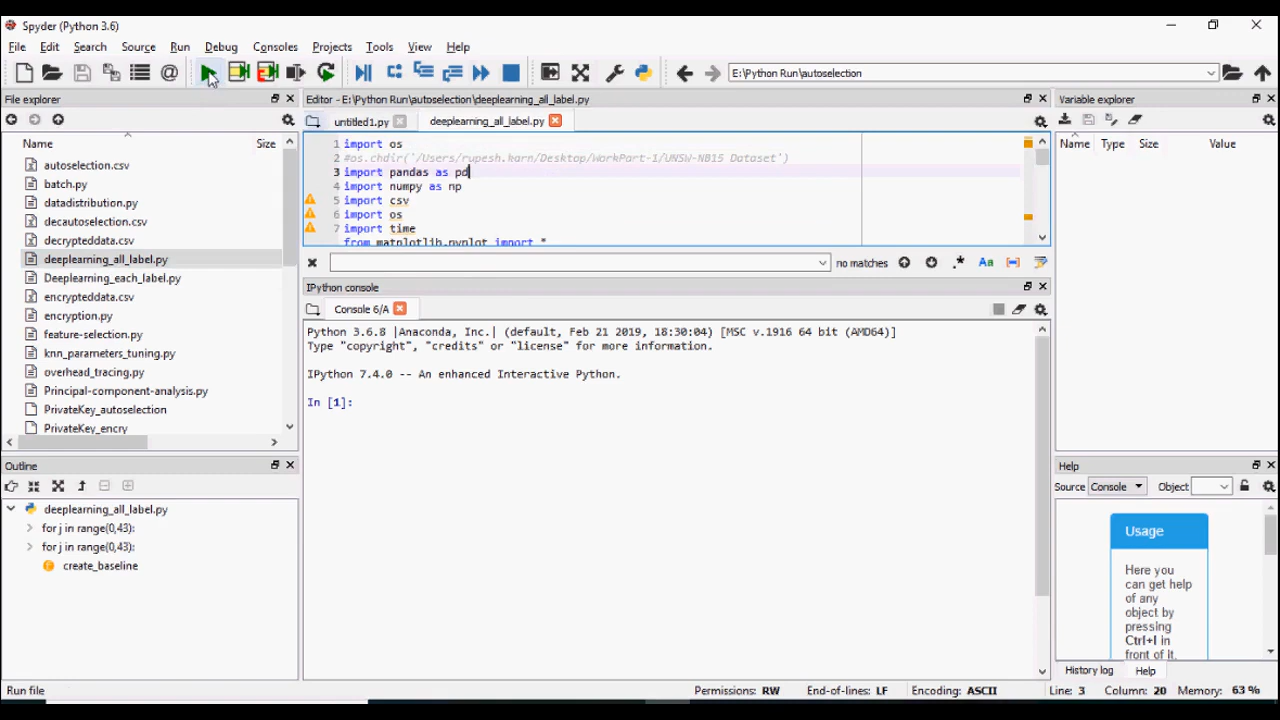 Spyder (Python 3.6)
File Edit Search Source Run Debug Consoles Projects Tools View Help
E:\Python Run\autoselection
File explorer
Name Size
autoselection.csv
batch.py
datadistribution.py
decautoselection.csv
decrypteddata.csv
deeplearning_all_label.py
Deeplearning_each_label.py
encrypteddata.csv
encryption.py
feature-selection.py
knn_parameters_tuning.py
overhead_tracing.py
Principal-component-analysis.py
PrivateKey_autoselection
PrivateKey_encry
Outline
deeplearning_all_label.py
for j in range(0,43):
for j in range(0,43):
create_baseline
Editor - E:\Python Run\autoselection\deeplearning_all_label.py
untitled1.py deeplearning_all_label.py
1 import os
2 #os.chdir('/Users/rupesh.karn/Desktop/WorkPart-1/UNSW-NB15 Dataset')
3 import pandas as pd
4 import numpy as np
5 import csv
6 import os
7 import time
from matplotlib.pyplot import *
no matches .* Aa
IPython console
Console 6/A
Python 3.6.8 |Anaconda, Inc.| (default, Feb 21 2019, 18:30:04) [MSC v.1916 64 bit (AMD64)]
Type "copyright", "credits" or "license" for more information.
IPython 7.4.0 -- An enhanced Interactive Python.
In [1]:
Variable explorer
Name Type Size Value
Help
Source Console Object
Usage
Here you
can get help
of any
object by
pressing
Ctrl+I in
front of it,
History log Help
Run file Permissions: RW End-of-lines: LF Encoding: ASCII Line: 3 Column: 20 Memory: 63 %